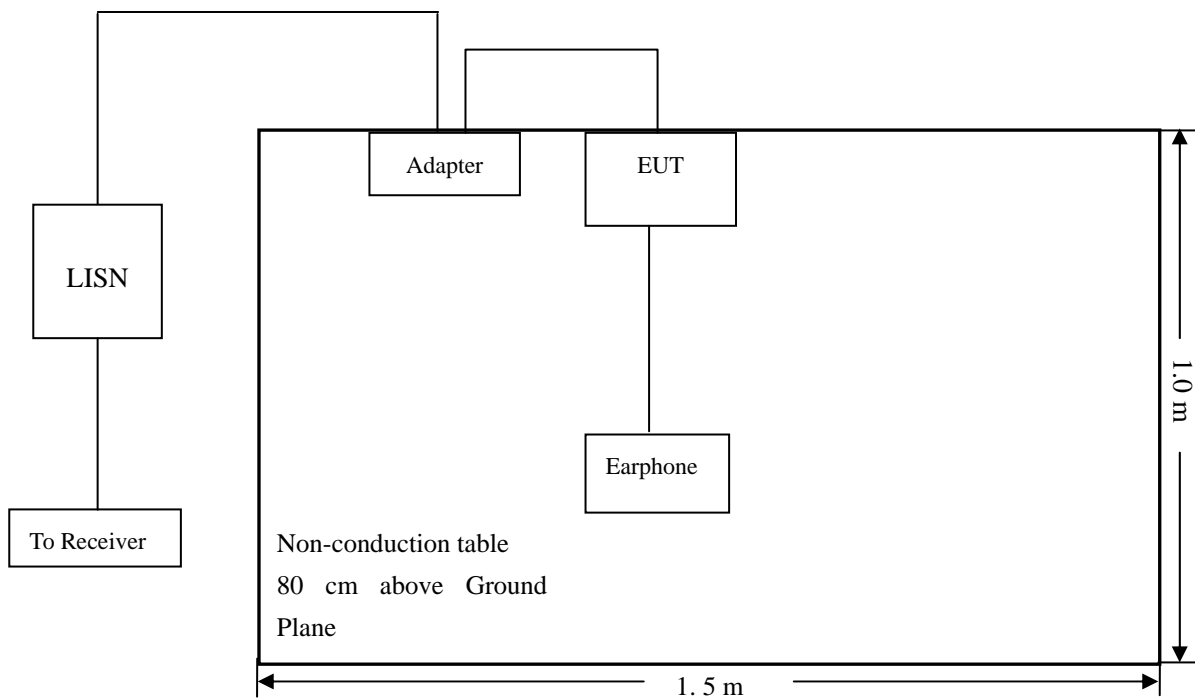 Adapter
EUT
LISN
1.0 m
Earphone
To Receiver
Non-conduction table
80 cm above Ground
Plane
1. 5 m